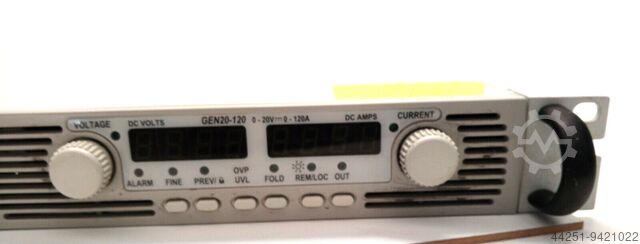 VOLTAGE DC VOLTS GEN20-120 0-20V⎓0-120A DC AMPS CURRENT
OVP
ALARM FINE PREV/ UVL FOLD REM/LOC OUT
44251-9421022